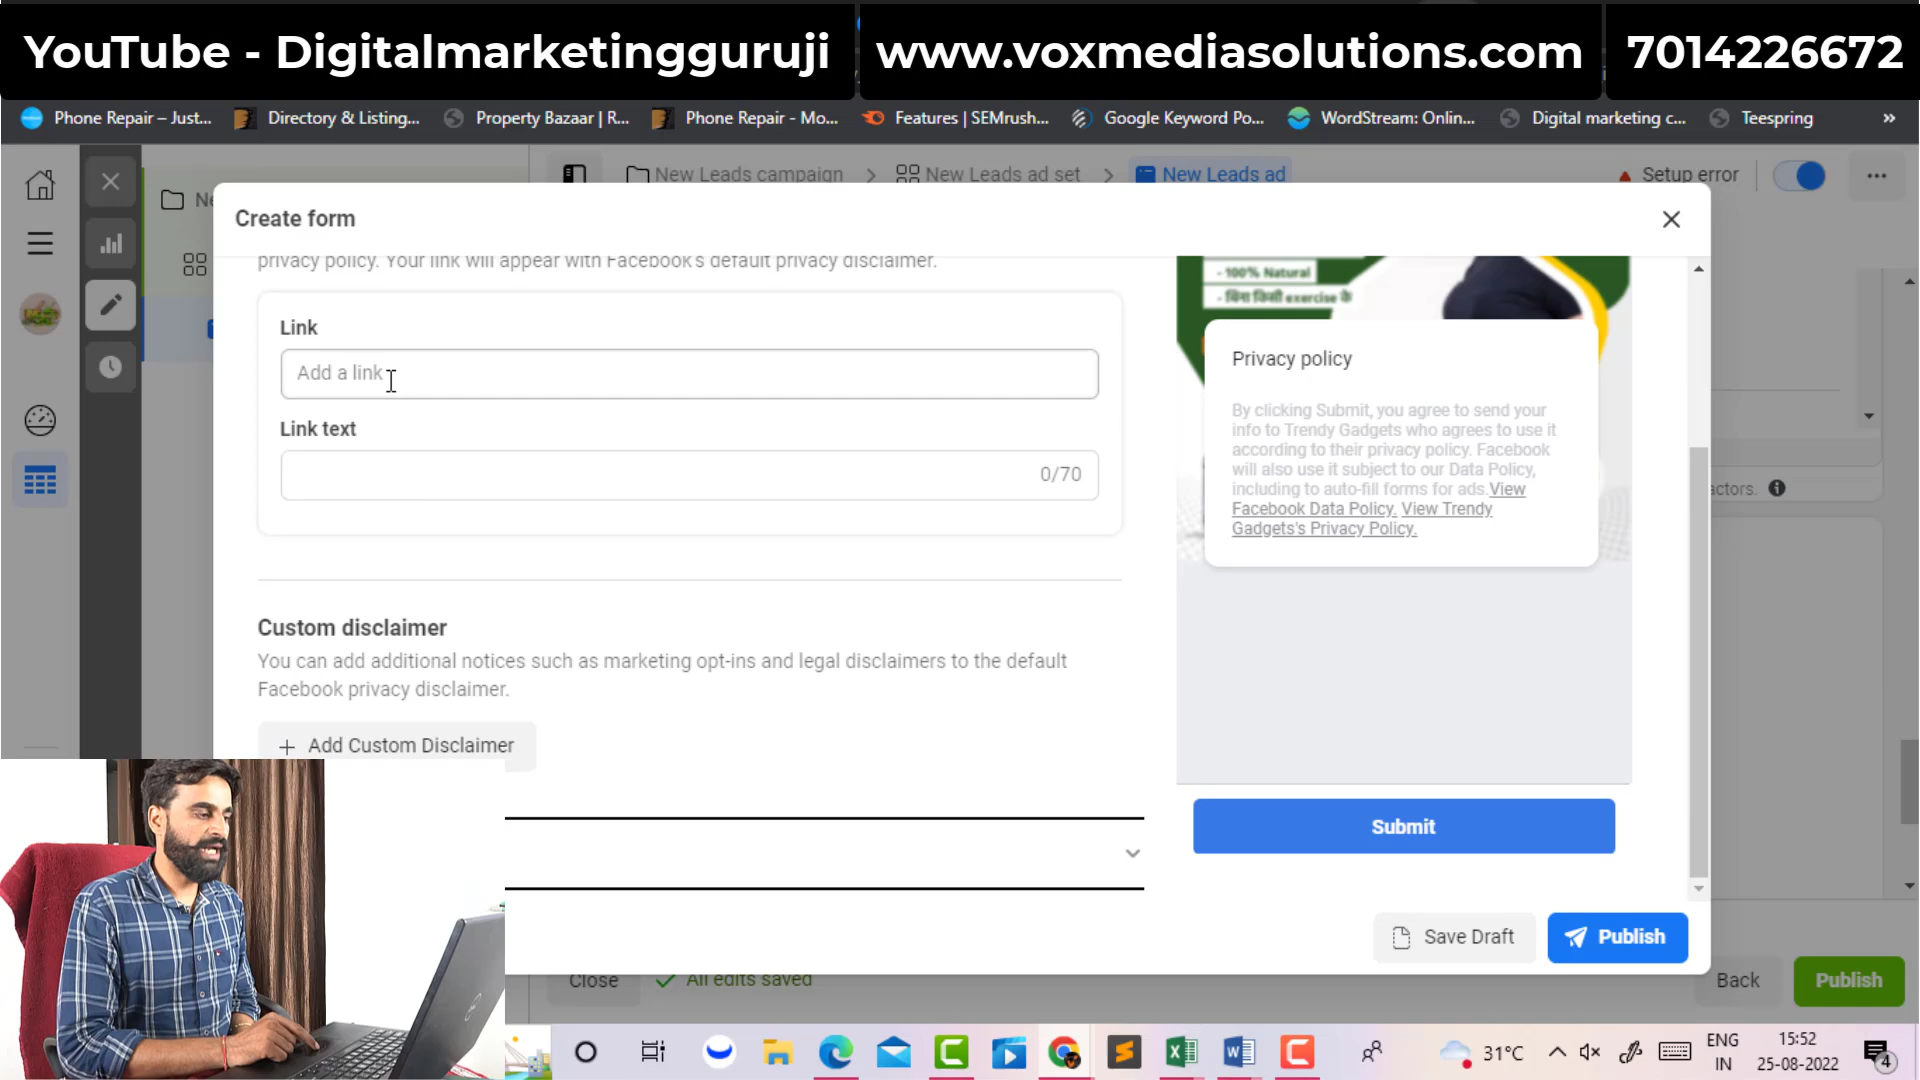 YouTube - Digitalmarketingguruji
www.voxmediasolutions.com
7014226672
Phone Repair – Just...
Directory & Listing...
Property Bazaar | R...
Phone Repair - Mo...
Features | SEMrush...
Google Keyword Po...
WordStream: Onlin...
Digital marketing c...
Teespring
»
New Leads campaign
New Leads ad set
New Leads ad
Setup error
Ne
Create form
privacy policy. Your link will appear with Facebook's default privacy disclaimer.
Link
Add a link
Link text
0/70
Custom disclaimer
You can add additional notices such as marketing opt-ins and legal disclaimers to the default
Facebook privacy disclaimer.
+ Add Custom Disclaimer
- 100% Natural
- बिना किसी exercise के
Privacy policy
By clicking Submit, you agree to send your
info to Trendy Gadgets who agrees to use it
according to their privacy policy. Facebook
will also use it subject to our Data Policy,
including to auto-fill forms for ads.View
Facebook Data Policy. View Trendy
Gadgets's Privacy Policy.
Submit
actors.
Save Draft
Publish
Close
All edits saved
Back
Publish
31°C
ENG
IN
15:52
25-08-2022
4